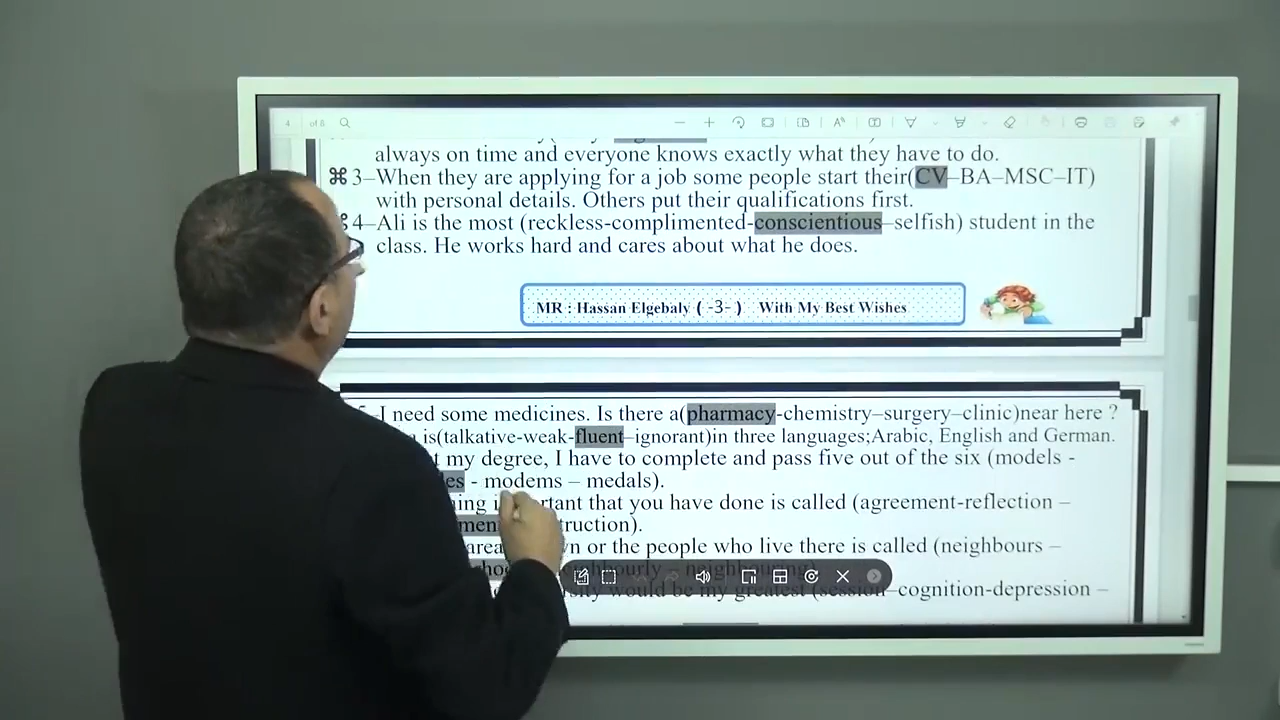 4 of 6
always on time and everyone knows exactly what they have to do.
⌘3–When they are applying for a job some people start their(CV–BA–MSC–IT)
with personal details. Others put their qualifications first.
4–Ali is the most (reckless-complimented-conscientious–selfish) student in the
class. He works hard and cares about what he does.
MR : Hassan Elgebaly ( -3- ) With My Best Wishes
I need some medicines. Is there a(pharmacy-chemistry–surgery–clinic)near here ?
is(talkative-weak-fluent–ignorant)in three languages;Arabic, English and German.
my degree, I have to complete and pass five out of the six (models -
- modems – medals).
that you have done is called (agreement-reflection –
or the people who live there is called (neighbours –
neighbourly – neighbouring)
would be my greatest (session–cognition-depression –